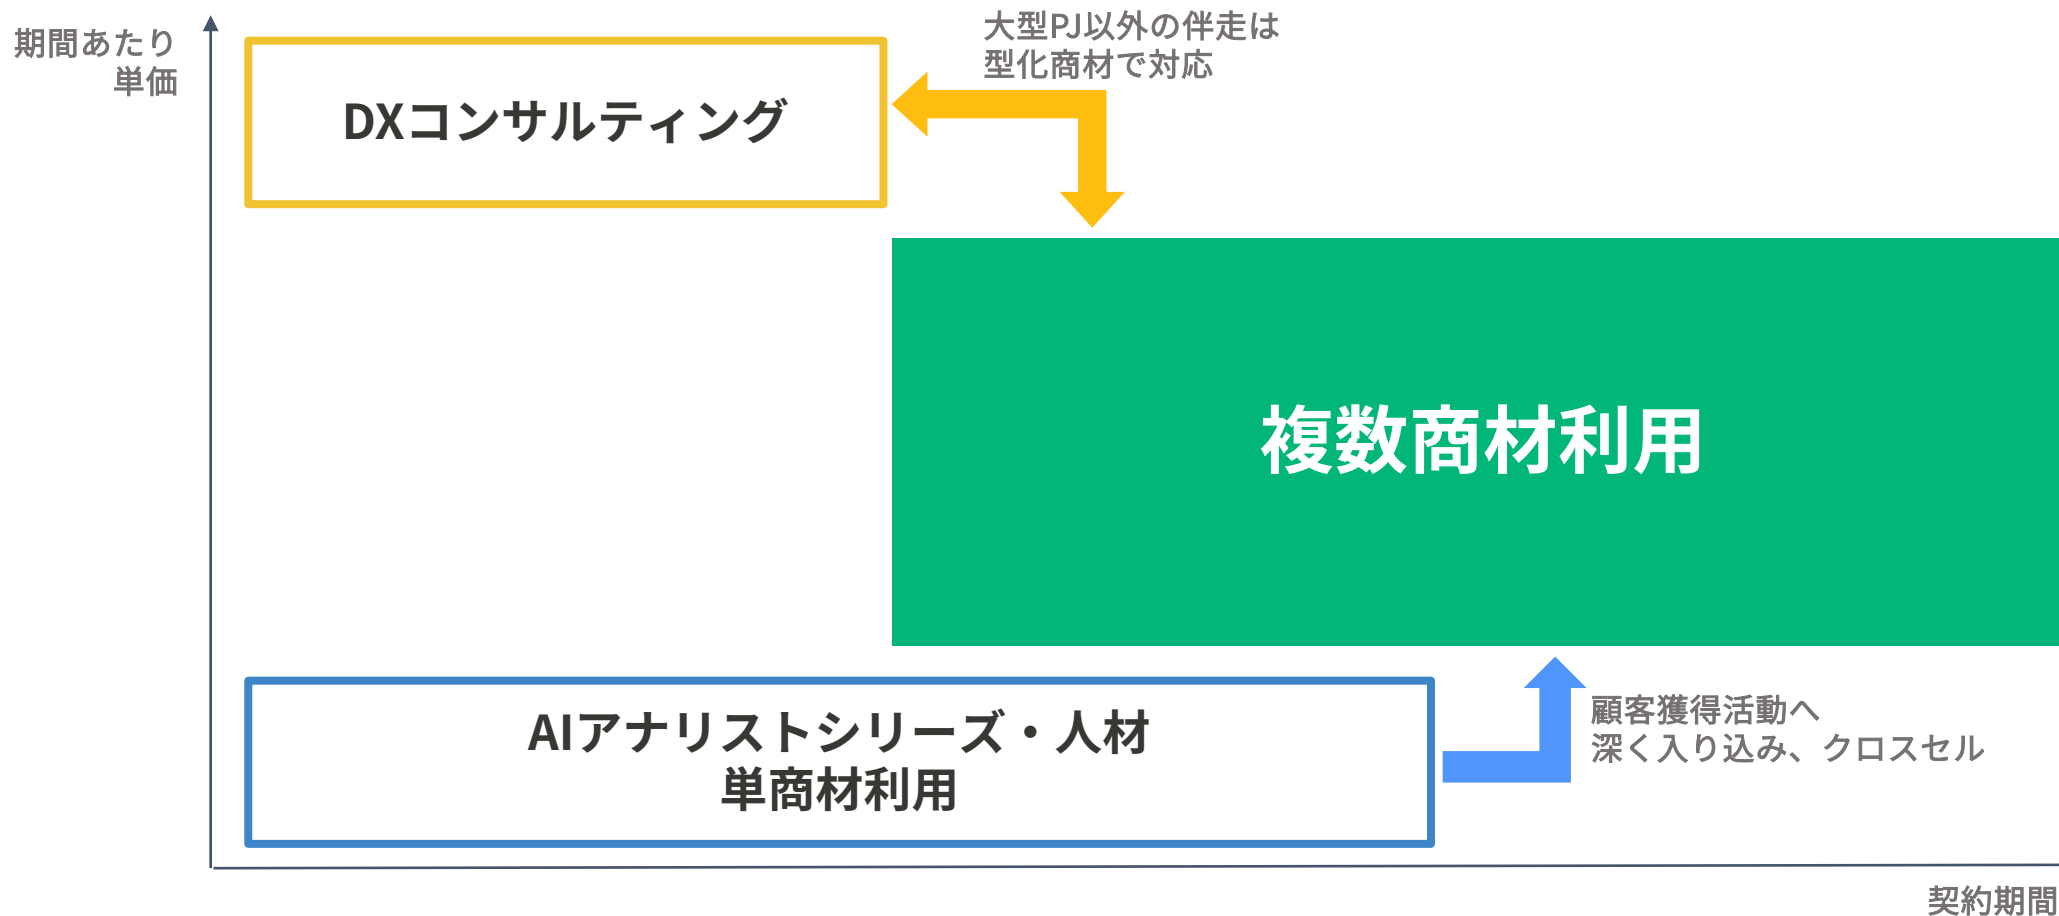 期間あたり
単価
大型PJ以外の伴走は
型化商材で対応
DXコンサルティング
複数商材利用
AIアナリストシリーズ・人材
単商材利用
顧客獲得活動へ
深く入り込み、クロスセル
契約期間